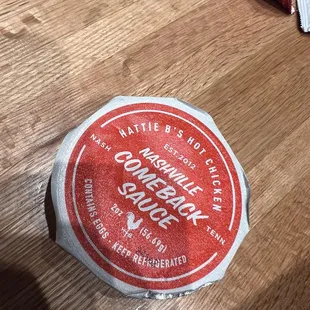 HATTIE B'S HOT CHICKEN
EST. 2012
NASH
TENN
NASHVILLE
COMEBACK
SAUCE
2oz (56.69g)
CONTAINS EGGS · KEEP REFRIGERATED